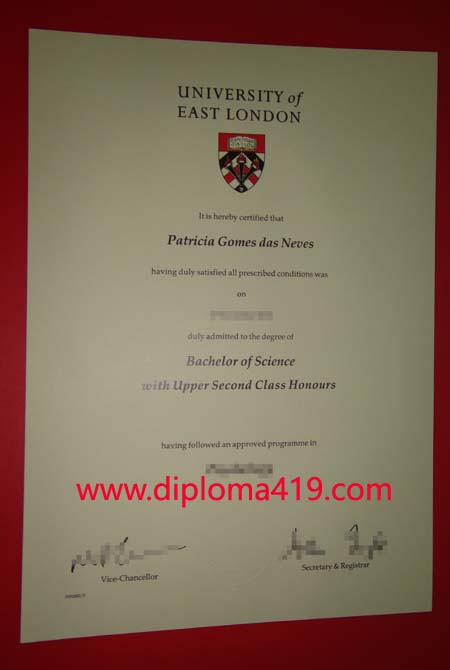 UNIVERSITY of
EAST LONDON
It is hereby certified that
Patricia Gomes das Neves
having duly satisfied all prescribed conditions was
on
duly admitted to the degree of
Bachelor of Science
with Upper Second Class Honours
having followed an approved programme in
www.diploma419.com
Vice-Chancellor
Secretary & Registrar